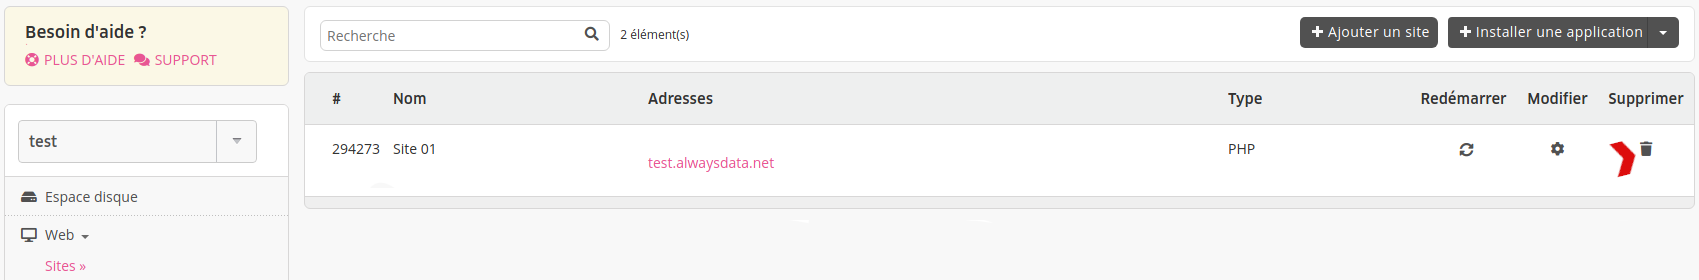 Besoin d'aide ?
PLUS D'AIDE SUPPORT
test
Espace disque
Web
Sites »
Recherche
2 élément(s)
Ajouter un site
Installer une application
# Nom Adresses Type Redémarrer Modifier Supprimer
294273 Site 01 PHP
test.alwaysdata.net